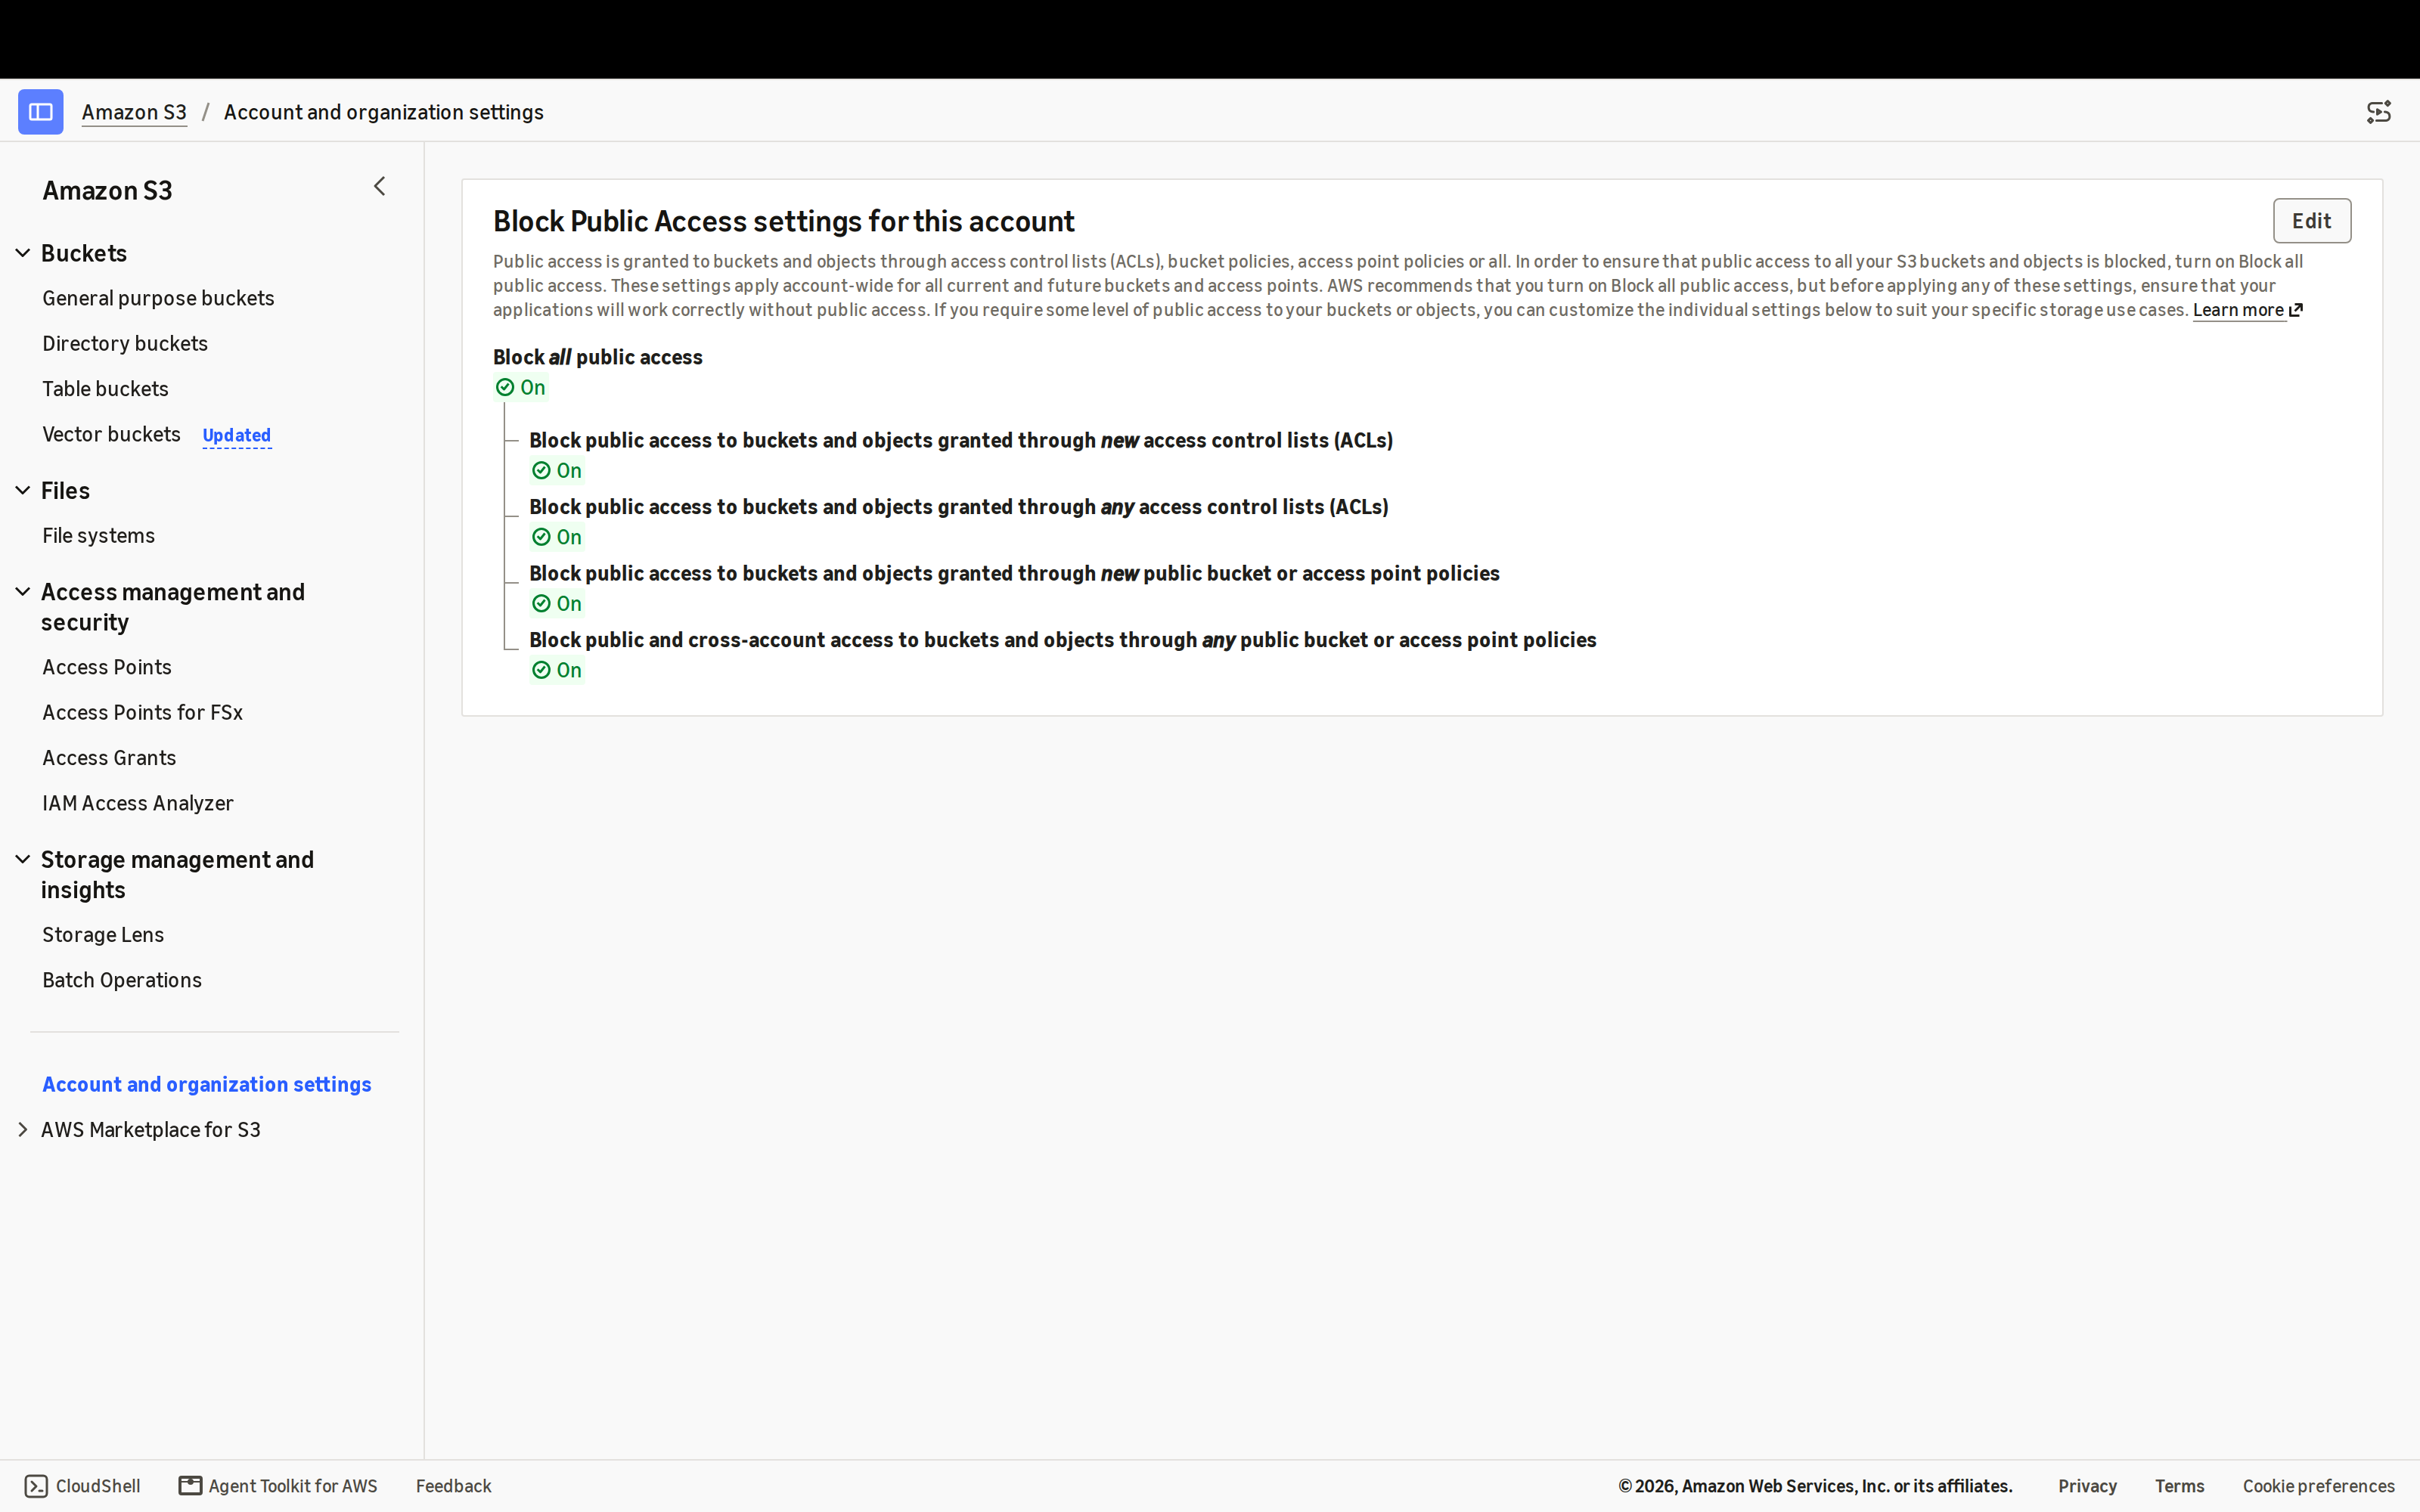 Amazon S3 / Account and organization settings
Amazon S3
Buckets
General purpose buckets
Directory buckets
Table buckets
Vector buckets Updated
Files
File systems
Access management and
security
Access Points
Access Points for FSx
Access Grants
IAM Access Analyzer
Storage management and
insights
Storage Lens
Batch Operations
Account and organization settings
AWS Marketplace for S3
Block Public Access settings for this account
Edit
Public access is granted to buckets and objects through access control lists (ACLs), bucket policies, access point policies or all. In order to ensure that public access to all your S3 buckets and objects is blocked, turn on Block all
public access. These settings apply account-wide for all current and future buckets and access points. AWS recommends that you turn on Block all public access, but before applying any of these settings, ensure that your
applications will work correctly without public access. If you require some level of public access to your buckets or objects, you can customize the individual settings below to suit your specific storage use cases. Learn more
Block all public access
On
Block public access to buckets and objects granted through new access control lists (ACLs)
On
Block public access to buckets and objects granted through any access control lists (ACLs)
On
Block public access to buckets and objects granted through new public bucket or access point policies
On
Block public and cross-account access to buckets and objects through any public bucket or access point policies
On
CloudShell Agent Toolkit for AWS Feedback © 2026, Amazon Web Services, Inc. or its affiliates. Privacy Terms Cookie preferences